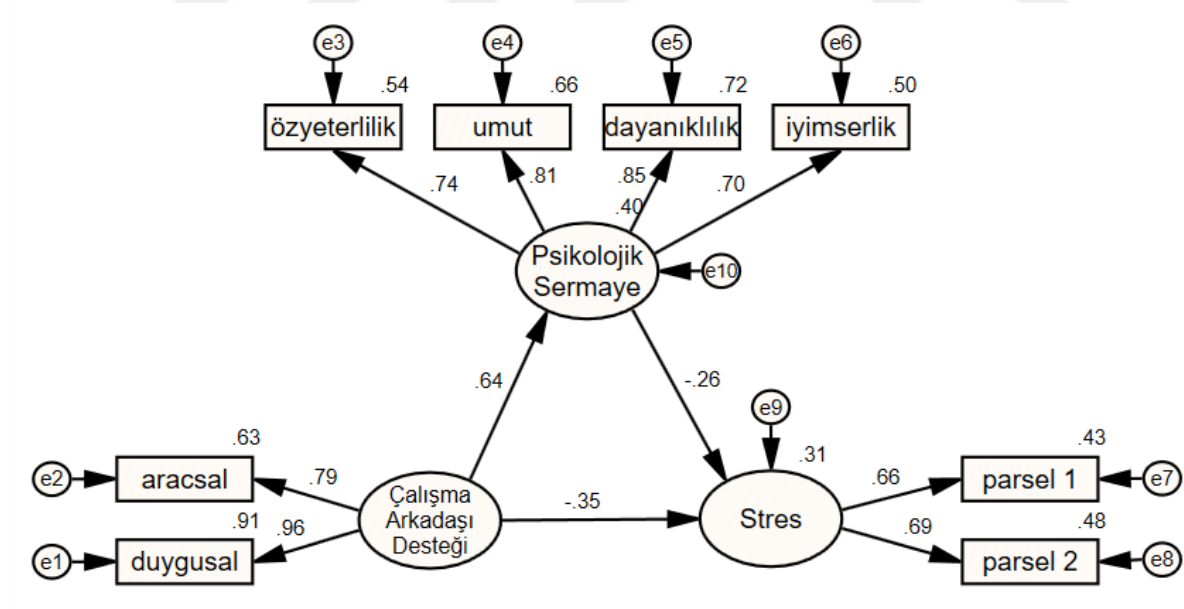 e3 e4 e5 e6
.54 .66 .72 .50
özyeterlilik umut dayanıklılık iyimserlik
.74 .81 .85 .70
.40
Psikolojik
Sermaye
e10
.64 -.26
e9
.63 .31 .43
e2 aracsal .79 .66 parsel 1 e7
Çalışma
Arkadaşı
Desteği
-.35
Stres
.91 .96 .69 .48
e1 duygusal parsel 2 e8